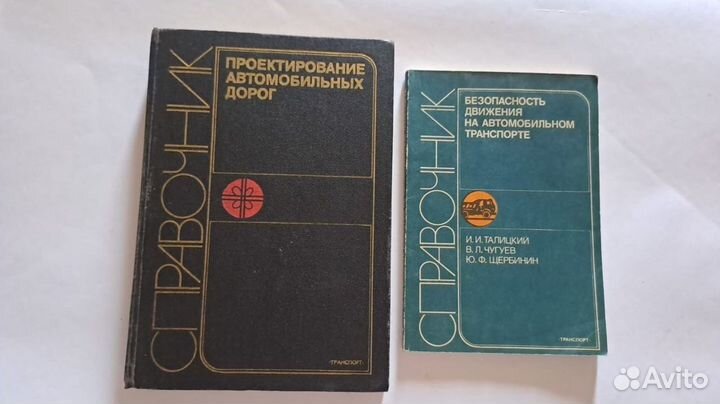 СПРАВОЧНИК
ПРОЕКТИРОВАНИЕ
АВТОМОБИЛЬНЫХ
ДОРОГ
·ТРАНСПОРТ·
СПРАВОЧНИК
БЕЗОПАСНОСТЬ
ДВИЖЕНИЯ
НА АВТОМОБИЛЬНОМ
ТРАНСПОРТЕ
И. И. ТАЛИЦКИЙ
В. Л. ЧУГУЕВ
Ю. Ф. ЩЕРБИНИН
·ТРАНСПОРТ·
Avito